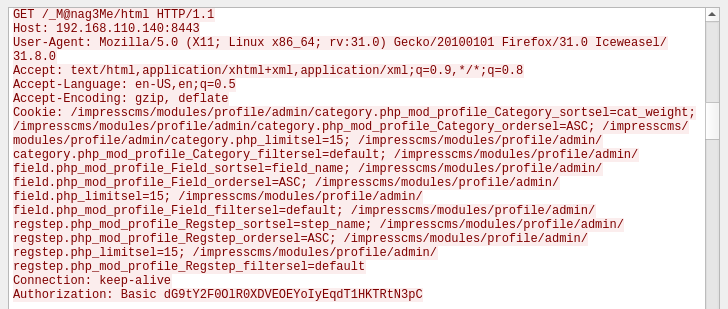 GET /_M@nag3Me/html HTTP/1.1
Host: 192.168.110.140:8443
User-Agent: Mozilla/5.0 (X11; Linux x86_64; rv:31.0) Gecko/20100101 Firefox/31.0 Iceweasel/
31.8.0
Accept: text/html,application/xhtml+xml,application/xml;q=0.9,*/*;q=0.8
Accept-Language: en-US,en;q=0.5
Accept-Encoding: gzip, deflate
Cookie: /impresscms/modules/profile/admin/category.php_mod_profile_Category_sortsel=cat_weight;
/impresscms/modules/profile/admin/category.php_mod_profile_Category_ordersel=ASC; /impresscms/
modules/profile/admin/category.php_limitsel=15; /impresscms/modules/profile/admin/
category.php_mod_profile_Category_filtersel=default; /impresscms/modules/profile/admin/
field.php_mod_profile_Field_sortsel=field_name; /impresscms/modules/profile/admin/
field.php_mod_profile_Field_ordersel=ASC; /impresscms/modules/profile/admin/
field.php_limitsel=15; /impresscms/modules/profile/admin/
field.php_mod_profile_Field_filtersel=default; /impresscms/modules/profile/admin/
regstep.php_mod_profile_Regstep_sortsel=step_name; /impresscms/modules/profile/admin/
regstep.php_mod_profile_Regstep_ordersel=ASC; /impresscms/modules/profile/admin/
regstep.php_limitsel=15; /impresscms/modules/profile/admin/
regstep.php_mod_profile_Regstep_filtersel=default
Connection: keep-alive
Authorization: Basic dG9tY2F0OlR0XDVEOEYoIyEqdT1HKTRtN3pC